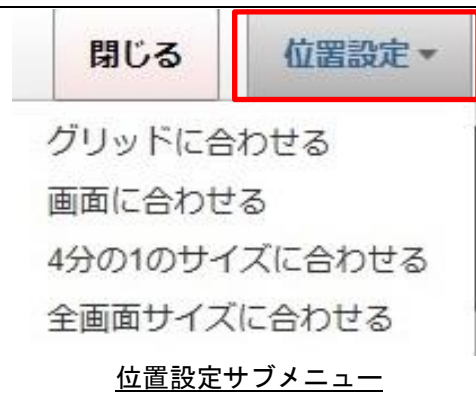 閉じる 位置設定
グリッドに合わせる
画面に合わせる
4分の1のサイズに合わせる
全画面サイズに合わせる
位置設定サブメニュー